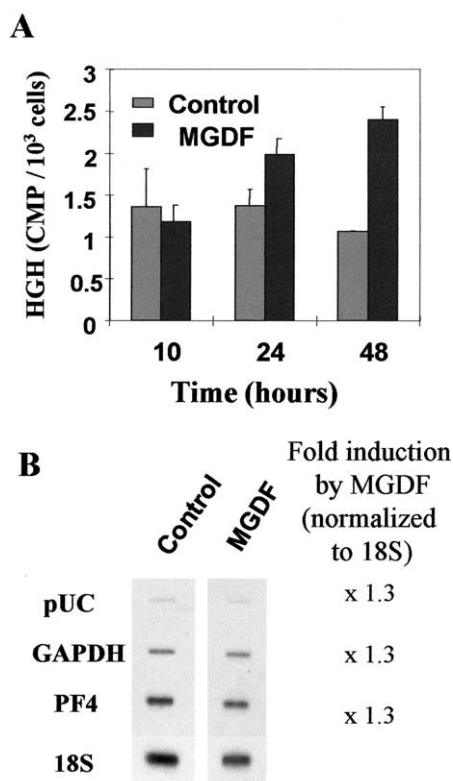 A
HGH (CMP / 10³ cells)
3
2.5
2
1.5
1
0.5
0
Control
MGDF
10 24 48
Time (hours)
B
Control
MGDF
Fold induction
by MGDF
(normalized
to 18S)
pUC x 1.3
GAPDH x 1.3
PF4 x 1.3
18S